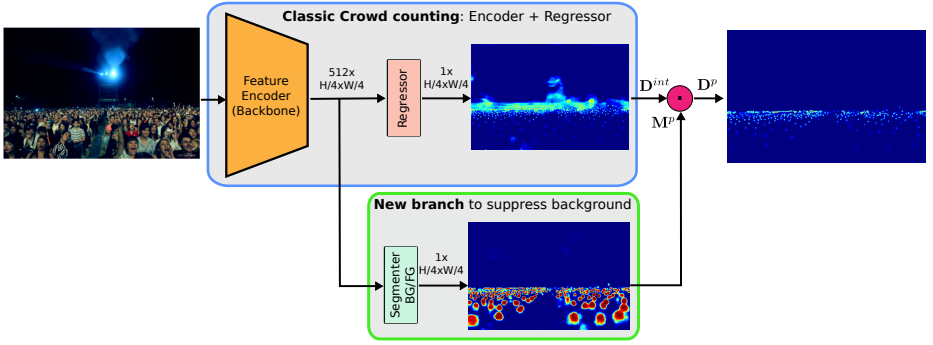 Classic Crowd counting: Encoder + Regressor
Feature
Encoder
(Backbone)
512x
H/4xW/4
Regressor
1x
H/4xW/4
D^{int}
M^p
D^p
New branch to suppress background
Segmenter
BG/FG
1x
H/4xW/4